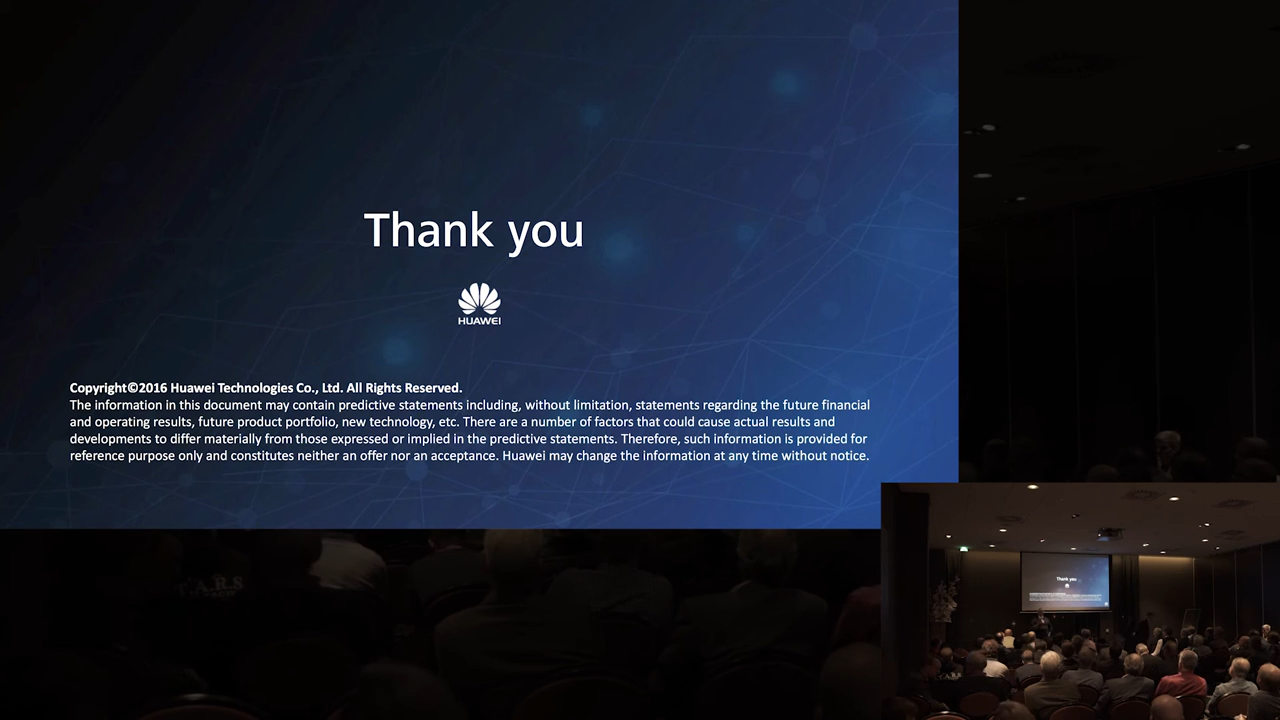 Thank you
HUAWEI
Copyright©2016 Huawei Technologies Co., Ltd. All Rights Reserved.
The information in this document may contain predictive statements including, without limitation, statements regarding the future financial
and operating results, future product portfolio, new technology, etc. There are a number of factors that could cause actual results and
developments to differ materially from those expressed or implied in the predictive statements. Therefore, such information is provided for
reference purpose only and constitutes neither an offer nor an acceptance. Huawei may change the information at any time without notice.
Thank you